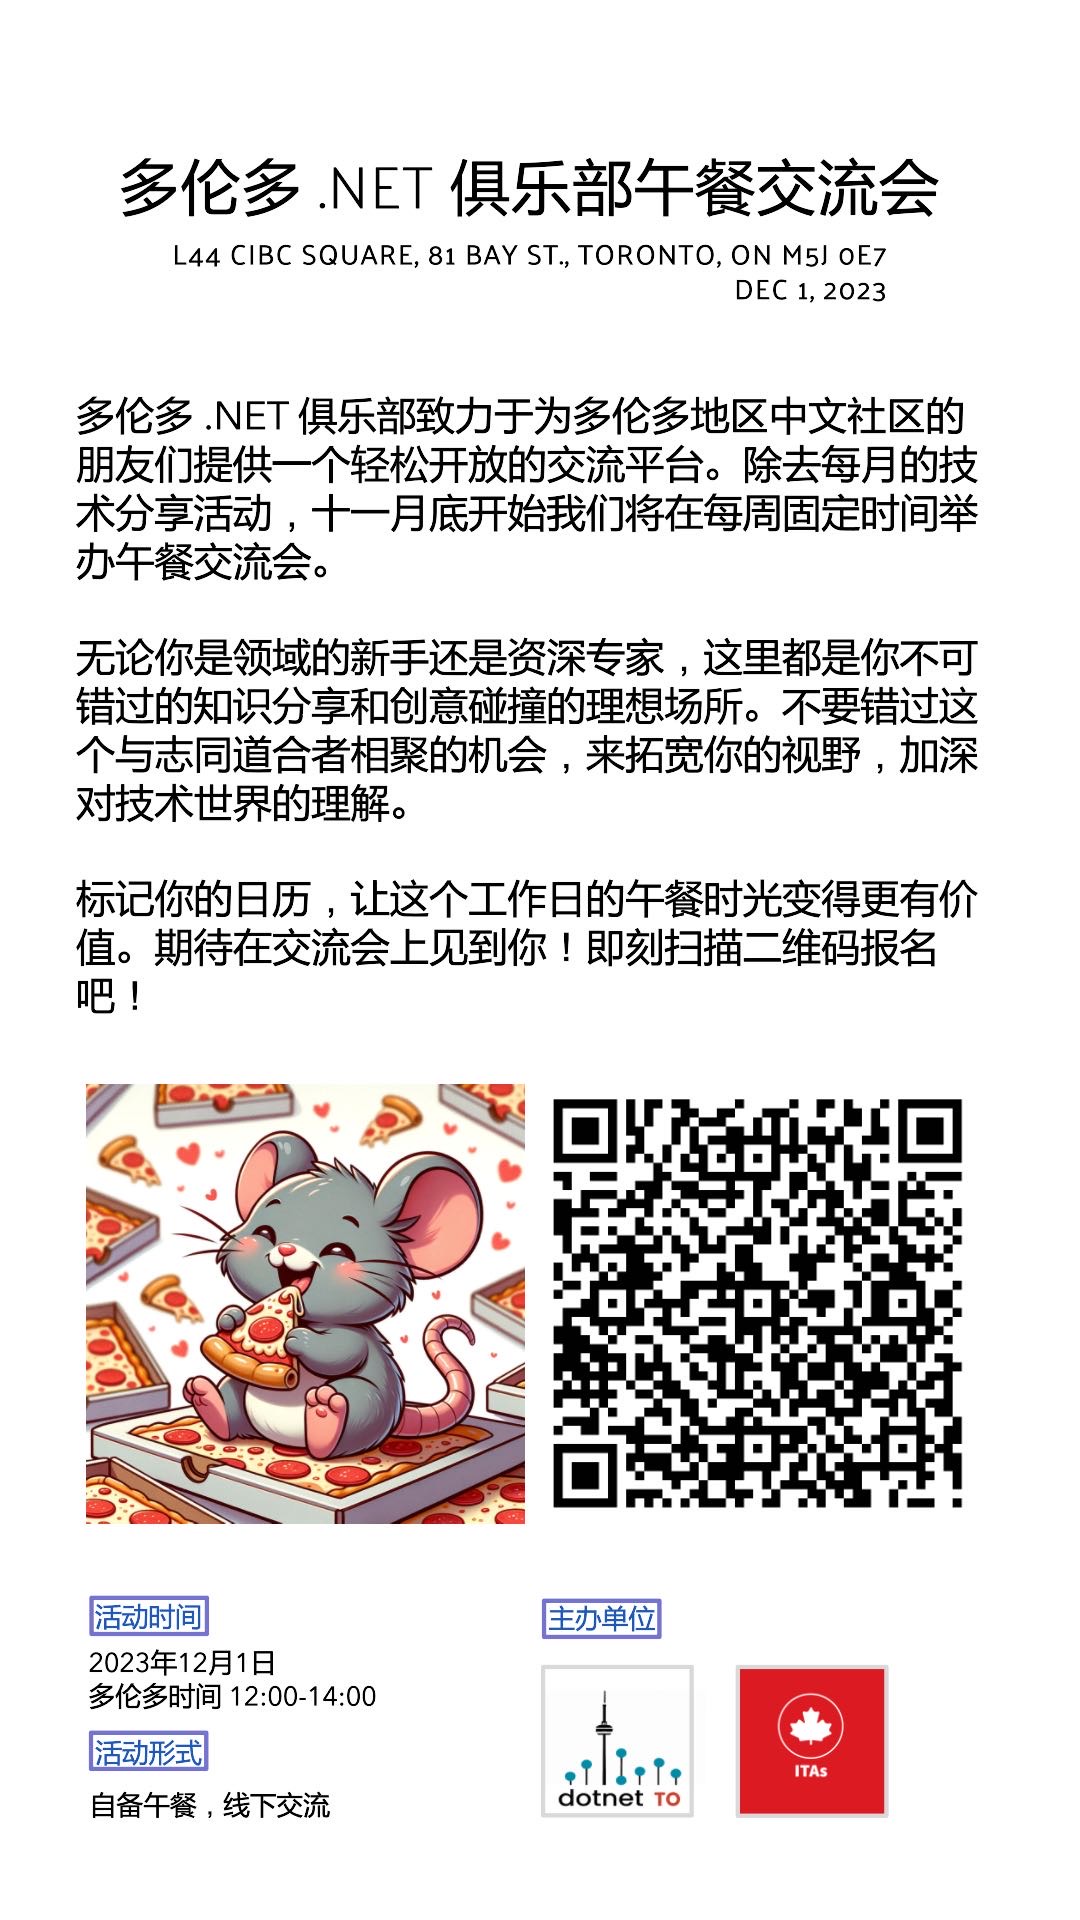 多伦多 .NET 俱乐部午餐交流会
L44 CIBC SQUARE, 81 BAY ST., TORONTO, ON M5J 0E7
DEC 1, 2023
多伦多 .NET 俱乐部致力于为多伦多地区中文社区的
朋友们提供一个轻松开放的交流平台。除去每月的技
术分享活动，十一月底开始我们将在每周固定时间举
办午餐交流会。
无论你是领域的新手还是资深专家，这里都是你不可
错过的知识分享和创意碰撞的理想场所。不要错过这
个与志同道合者相聚的机会，来拓宽你的视野，加深
对技术世界的理解。
标记你的日历，让这个工作日的午餐时光变得更有价
值。期待在交流会上见到你！即刻扫描二维码报名
吧！
活动时间
2023年12月1日
多伦多时间 12:00-14:00
活动形式
自备午餐，线下交流
主办单位
dotnet TO
ITAs